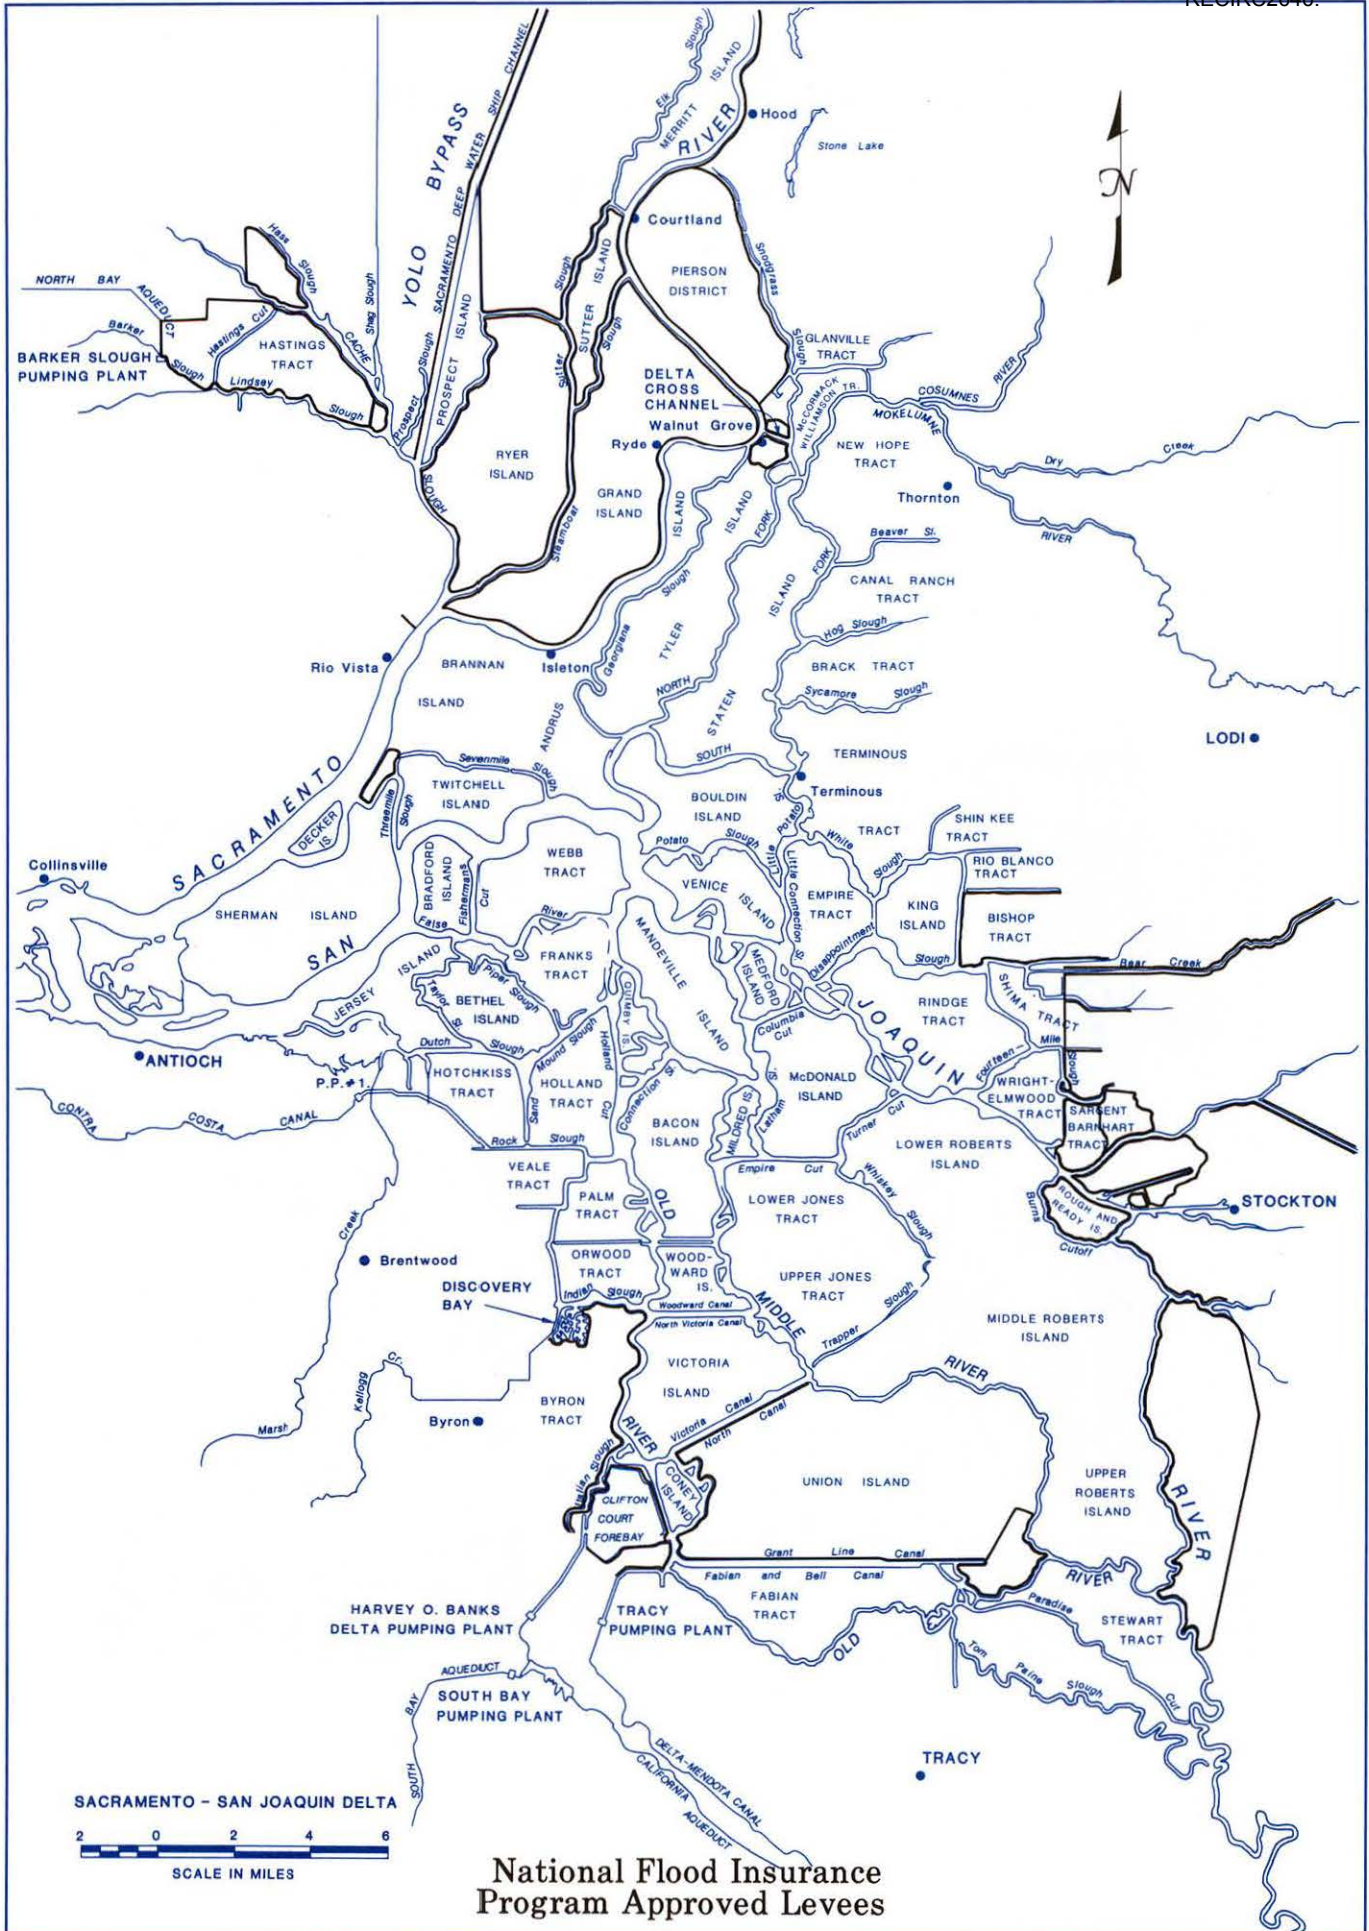 YOLO BYPASS
SACRAMENTO DEEP WATER SHIP CHANNEL
Elk Slough
MERRITT ISLAND
RIVER
Hood
Stone Lake
N
Courtland
Hass Slough
NORTH BAY AQUEDUCT
Shag Slough
PROSPECT ISLAND
Sutter Slough
SUTTER ISLAND
Slough
PIERSON
DISTRICT
Snodgrass Slough
Barker Slough
Hastings Cut
HASTINGS
TRACT
CACHE
Prospect Slough
BARKER SLOUGH
PUMPING PLANT
Lindsey Slough
GLANVILLE
TRACT
DELTA
CROSS
CHANNEL
McCORMACK
WILLIAMSON TR.
COSUMNES RIVER
MOKELUMNE
Walnut Grove
Ryde
NEW HOPE
TRACT
Dry Creek
RYER
ISLAND
SLOUGH
GRAND
ISLAND
ISLAND
ISLAND
FORK
Thornton
RIVER
Steamboat
Beaver Sl.
FORK
CANAL RANCH
TRACT
ISLAND
Georgiana Slough
TYLER
Hog Slough
Rio Vista
BRANNAN
ISLAND
Isleton
BRACK TRACT
NORTH
Sycamore Slough
STATEN
ANDRUS
LODI
SOUTH
TERMINOUS
Terminous
SACRAMENTO
Sevenmile Slough
TWITCHELL
ISLAND
Threemile Slough
DECKER
IS.
BOULDIN
ISLAND
IS.
Little Potato
TRACT
SHIN KEE
TRACT
Potato Slough
White Slough
RIO BLANCO
TRACT
Collinsville
WEBB
TRACT
BRADFORD
ISLAND
Fishermans Cut
VENICE ISLAND
Little Connection Sl.
EMPIRE
TRACT
KING
ISLAND
BISHOP
TRACT
SHERMAN ISLAND
False River
SAN JOAQUIN
FRANKS
TRACT
MANDEVILLE ISLAND
MEDFORD
ISLAND
Disappointment Slough
Bear Creek
JERSEY ISLAND
Piper Slough
Taylor Sl.
BETHEL
ISLAND
QUIMBY IS.
RINDGE
TRACT
SHIMA TRACT
Columbia
Cut
Dutch Slough
Sand Mound Slough
Holland Cut
Fourteen Mile Slough
ANTIOCH
P.P.#1.
HOTCHKISS
TRACT
HOLLAND
TRACT
Connection Sl.
McDONALD
ISLAND
WRIGHT-
ELMWOOD
TRACT
SARGENT
BARNHART
TRACT
CONTRA COSTA CANAL
BACON
ISLAND
MILDRED IS.
Latham Sl.
Turner Cut
LOWER ROBERTS
ISLAND
Rock Slough
VEALE
TRACT
Empire Cut
Whiskey Slough
PALM
TRACT
OLD
LOWER JONES
TRACT
Burns
Cutoff
ROUGH AND
READY IS.
STOCKTON
Creek
Brentwood
ORWOOD
TRACT
WOOD-
WARD
IS.
UPPER JONES
TRACT
DISCOVERY
BAY
Indian Slough
Woodward Canal
North Victoria Canal
MIDDLE
Trapper Slough
MIDDLE ROBERTS
ISLAND
Kellogg Cr.
VICTORIA
ISLAND
RIVER
Marsh
Byron
BYRON
TRACT
RIVER
Victoria Canal
North Canal
Italian Slough
CONEY
ISLAND
CLIFTON
COURT
FOREBAY
UNION ISLAND
UPPER
ROBERTS
ISLAND
RIVER
Grant Line Canal
Fabian and Bell Canal
FABIAN
TRACT
RIVER
Paradise Cut
STEWART
TRACT
HARVEY O. BANKS
DELTA PUMPING PLANT
TRACY
PUMPING PLANT
OLD
Tom Paine Slough
SOUTH BAY AQUEDUCT
SOUTH BAY
PUMPING PLANT
DELTA-MENDOTA CANAL
CALIFORNIA AQUEDUCT
TRACY
SACRAMENTO - SAN JOAQUIN DELTA
2 0 2 4 6
SCALE IN MILES
National Flood Insurance
Program Approved Levees